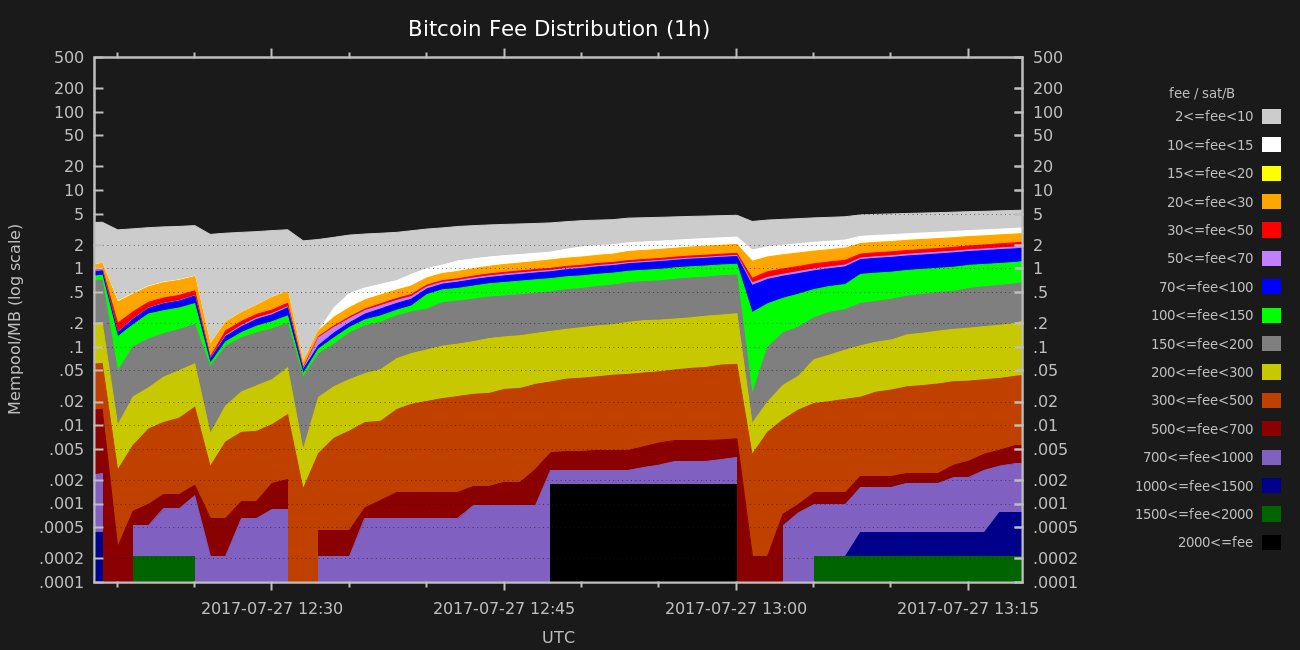 Bitcoin Fee Distribution (1h)
500 500
200 200
100 100
50 50
20 20
10 10
5 5
2 2
1 1
.5 .5
.2 .2
.1 .1
.05 .05
.02 .02
.01 .01
.005 .005
.002 .002
.001 .001
.0005 .0005
.0002 .0002
.0001 .0001
Mempool/MB (log scale)
2017-07-27 12:30 2017-07-27 12:45 2017-07-27 13:00 2017-07-27 13:15
UTC
fee / sat/B
2<=fee<10
10<=fee<15
15<=fee<20
20<=fee<30
30<=fee<50
50<=fee<70
70<=fee<100
100<=fee<150
150<=fee<200
200<=fee<300
300<=fee<500
500<=fee<700
700<=fee<1000
1000<=fee<1500
1500<=fee<2000
2000<=fee